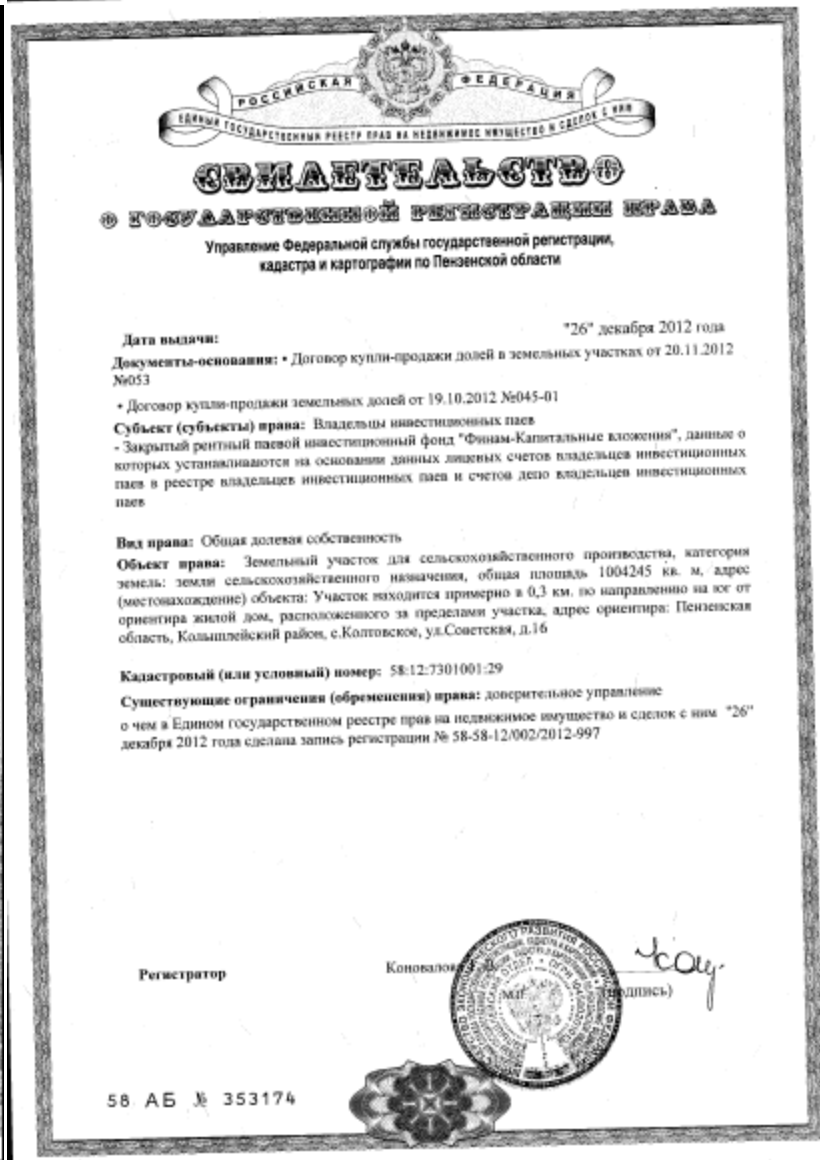 РОССИЙСКАЯ ФЕДЕРАЦИЯ
ЕДИНЫЙ ГОСУДАРСТВЕННЫЙ РЕЕСТР ПРАВ НА НЕДВИЖИМОЕ ИМУЩЕСТВО И СДЕЛОК С НИМ
СВИДЕТЕЛЬСТВО
О ГОСУДАРСТВЕННОЙ РЕГИСТРАЦИИ ПРАВА
Управление Федеральной службы государственной регистрации,
кадастра и картографии по Пензенской области
Дата выдачи: "26" декабря 2012 года
Документы-основания: • Договор купли-продажи долей в земельных участках от 20.11.2012
№053
• Договор купли-продажи земельных долей от 19.10.2012 №045-01
Субъект (субъекты) права: Владельцы инвестиционных паев
- Закрытый рентный паевой инвестиционный фонд "Финам-Капитальные вложения", данные о
которых устанавливаются на основании данных лицевых счетов владельцев инвестиционных
паев в реестре владельцев инвестиционных паев и счетов депо владельцев инвестиционных
паев
Вид права: Общая долевая собственность
Объект права: Земельный участок для сельскохозяйственного производства, категория
земель: земли сельскохозяйственного назначения, общая площадь 1004245 кв. м, адрес
(местонахождение) объекта: Участок находится примерно в 0,3 км. по направлению на юг от
ориентира жилой дом, расположенного за пределами участка, адрес ориентира: Пензенская
область, Колышлейский район, с.Колтовское, ул.Советская, д.16
Кадастровый (или условный) номер: 58:12:7301001:29
Существующие ограничения (обременения) права: доверительное управление
о чем в Едином государственном реестре прав на недвижимое имущество и сделок с ним "26"
декабря 2012 года сделана запись регистрации № 58-58-12/002/2012-997
Регистратор Коновалова
М.П. (подпись)
58 АБ № 353174